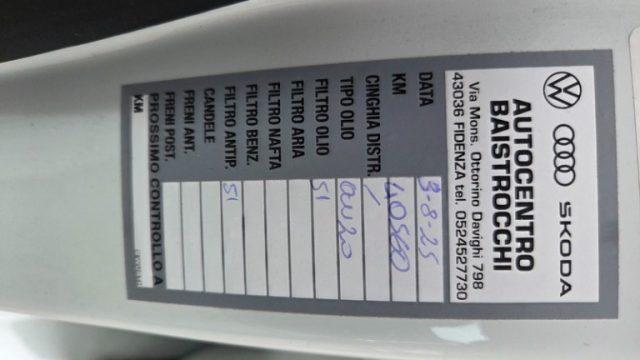 SKODA
AUTOCENTRO
BAISTROCCHI
Via Mons. Ottorino Davighi 798
43036 FIDENZA tel. 0524527730
DATA 3-8-25
KM 40560
CINGHIA DISTR. /
TIPO OLIO 0W20
FILTRO OLIO SI
FILTRO ARIA
FILTRO NAFTA
FILTRO BENZ.
FILTRO ANTIP. SI
CANDELE
FRENI ANT.
FRENI POST.
PROSSIMO CONTROLLO A
KM